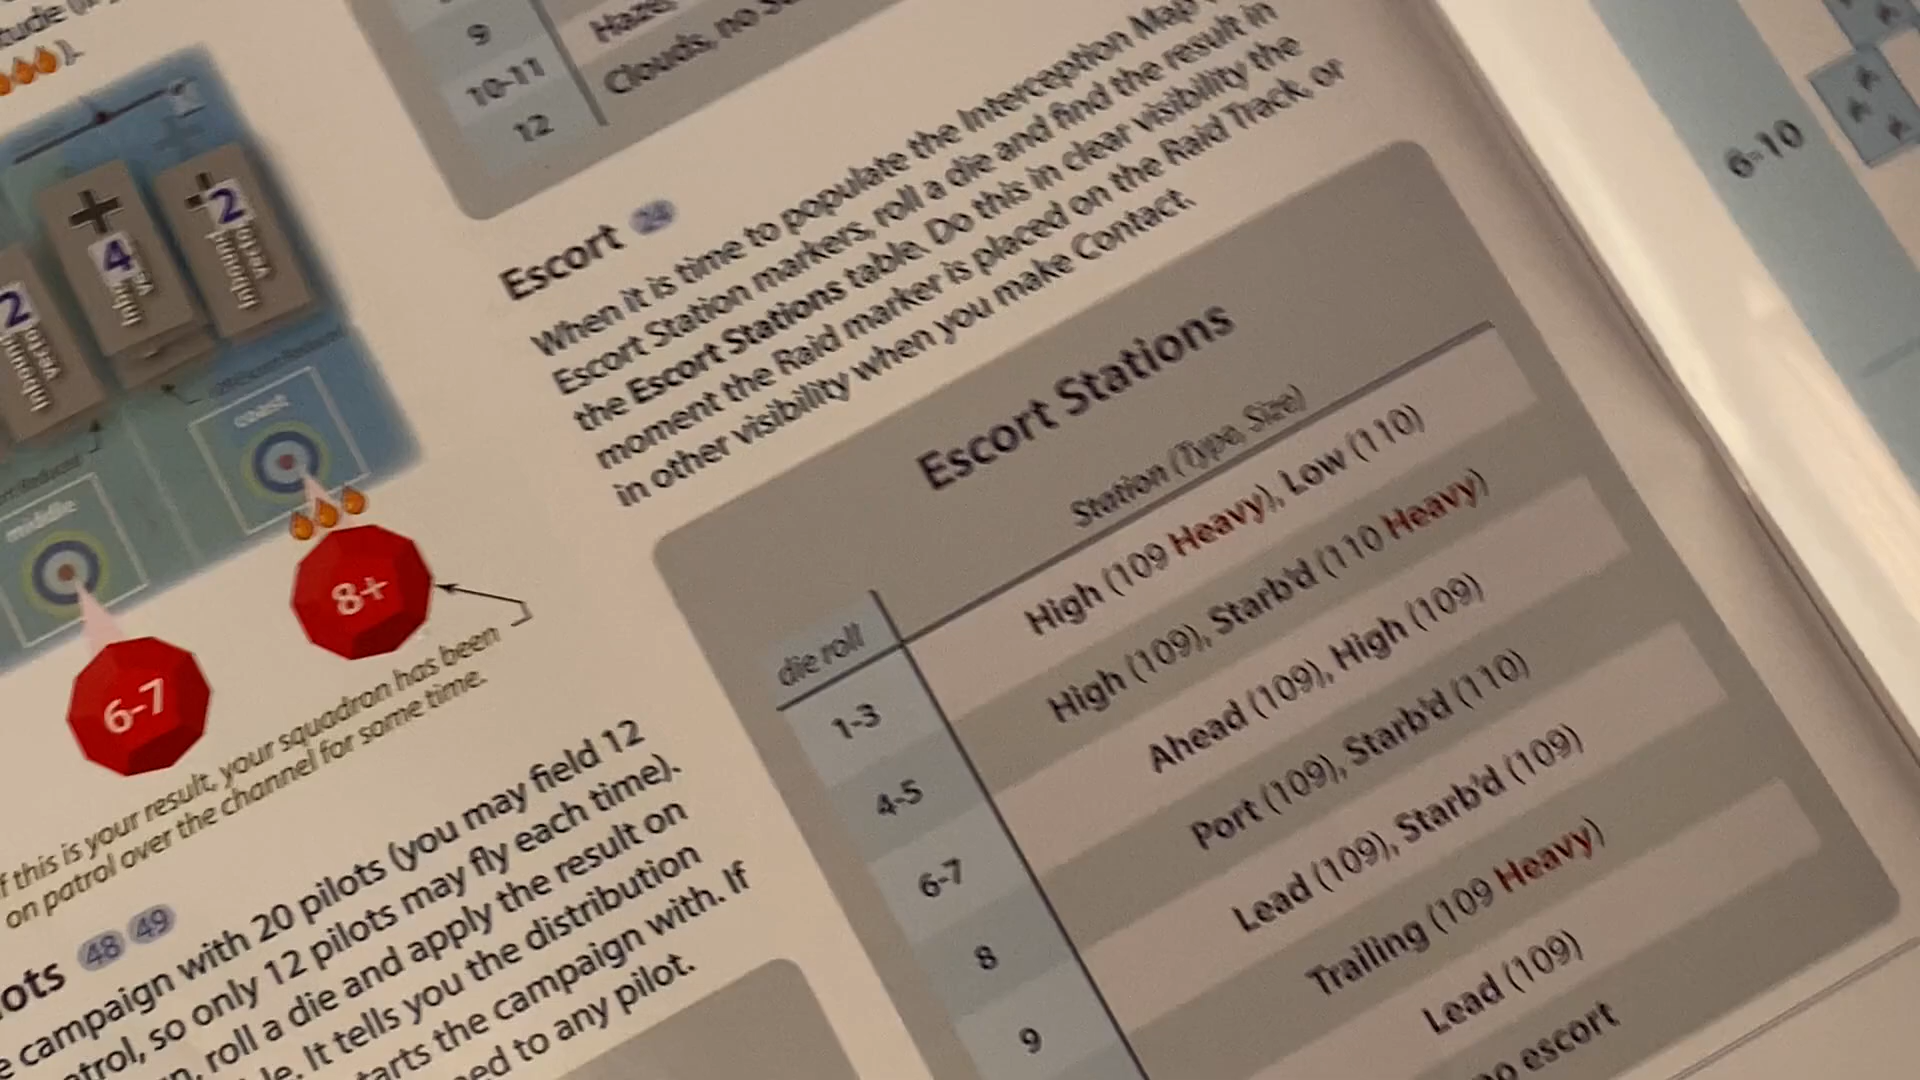 9
10-11
12
Haze
Clouds, no
4
2
2
Inbound
vector
Inbound
middle
coast
6-7
8+
this is your result, your squadron has been
on patrol over the channel for some time.
48 49
campaign with 20 pilots (you may field 12
so only 12 pilots may fly each time).
roll a die and apply the result on
It tells you the distribution
the campaign with. If
to any pilot.
Escort 24
When it is time to populate the Interception Map
Escort Station markers, roll a die and find the result in
the Escort Stations table. Do this in clear visibility the
moment the Raid marker is placed on the Raid Track, or
in other visibility when you make Contact.
Escort Stations
die roll Station (Type, Size)
1-3 High (109 Heavy), Low (110)
4-5 High (109), Starb'd (110 Heavy)
6-7 Ahead (109), High (109)
8 Port (109), Starb'd (110)
9 Lead (109), Starb'd (109)
Trailing (109 Heavy)
Lead (109)
no escort
6-10